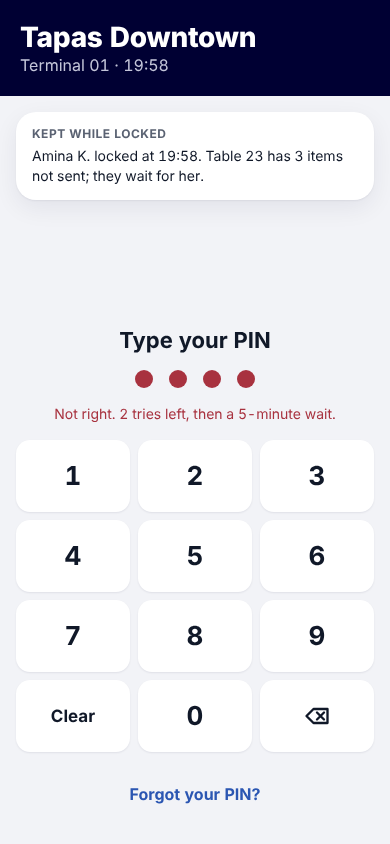 Tapas Downtown
Terminal 01 · 19:58
KEPT WHILE LOCKED
Amina K. locked at 19:58. Table 23 has 3 items
not sent; they wait for her.
Type your PIN
Not right. 2 tries left, then a 5-minute wait.
1 2 3
4 5 6
7 8 9
Clear 0
Forgot your PIN?